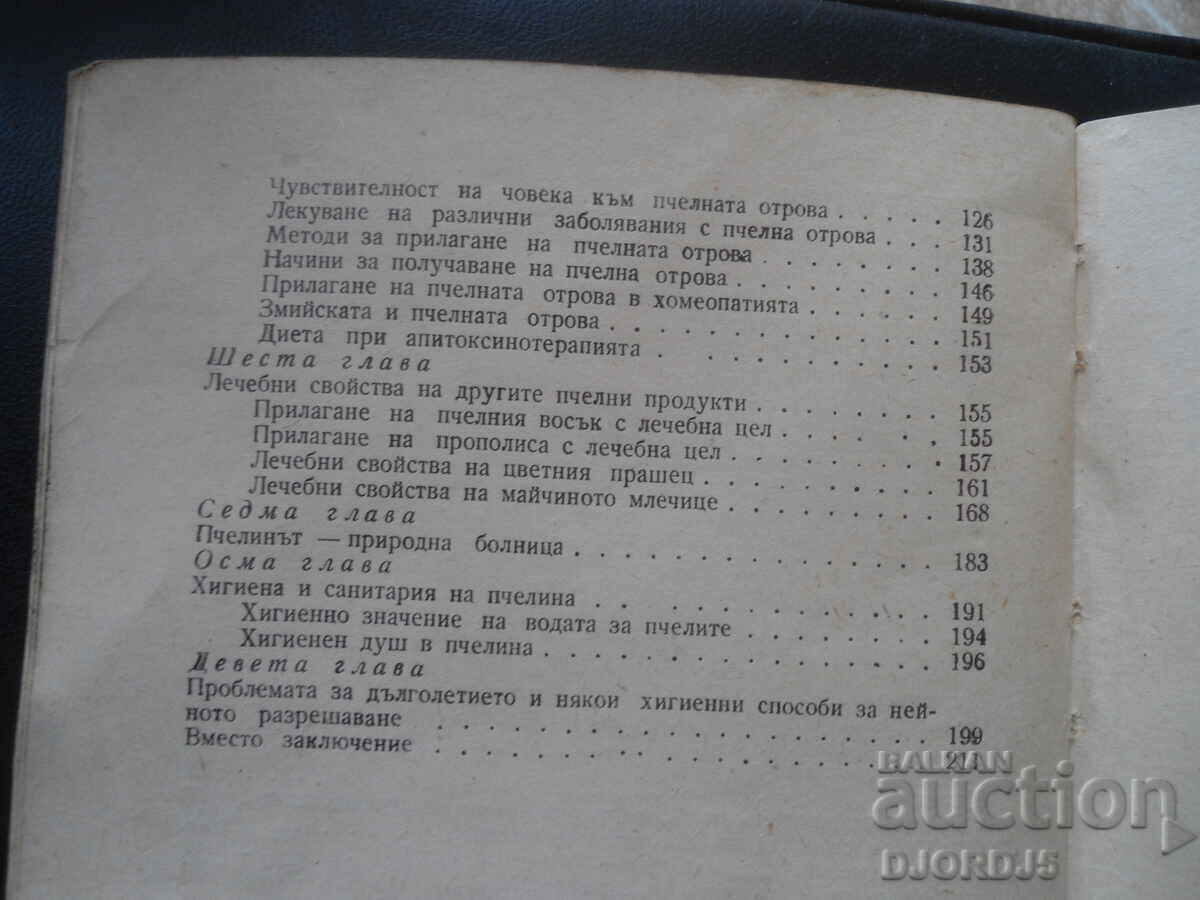 Чувствителност на човека към пчелната отрова . . . . . 126
Лекуване на различни заболявания с пчелна отрова . . . 131
Методи за прилагане на пчелната отрова . . . . . . . . 138
Начини за получаване на пчелна отрова . . . . . . . . 146
Прилагане на пчелната отрова в хомеопатията . . . . . . 149
Змийската и пчелната отрова . . . . . . . . . . . . 151
Диета при апитоксинотерапията . . . . . . . . . . 153
Шеста глава
Лечебни свойства на другите пчелни продукти . . . . . . . . 155
Прилагане на пчелния восък с лечебна цел . . . . . 155
Прилагане на прополиса с лечебна цел . . . . . . . . 157
Лечебни свойства на цветния прашец . . . . . . . . . 161
Лечебни свойства на майчиното млечице . . . . . . . . . 168
Седма глава
Пчелинът — природна болница . . . . . . . . . . . . . . 183
Осма глава
Хигиена и санитария на пчелина . . . . . . . . . . . . 191
Хигиенно значение на водата за пчелите . . . . . . . . 194
Хигиенен душ в пчелина . . . . . . . . . . . . . . . 196
Девета глава
Проблемата за дълголетието и някои хигиенни способи за ней-
ното разрешаване . . . . . . . . . . . . . . . . . . 199
Вместо заключение . . . . . . . . . . . . . . . . . 211
BALKAN
auction
DJORDJ5